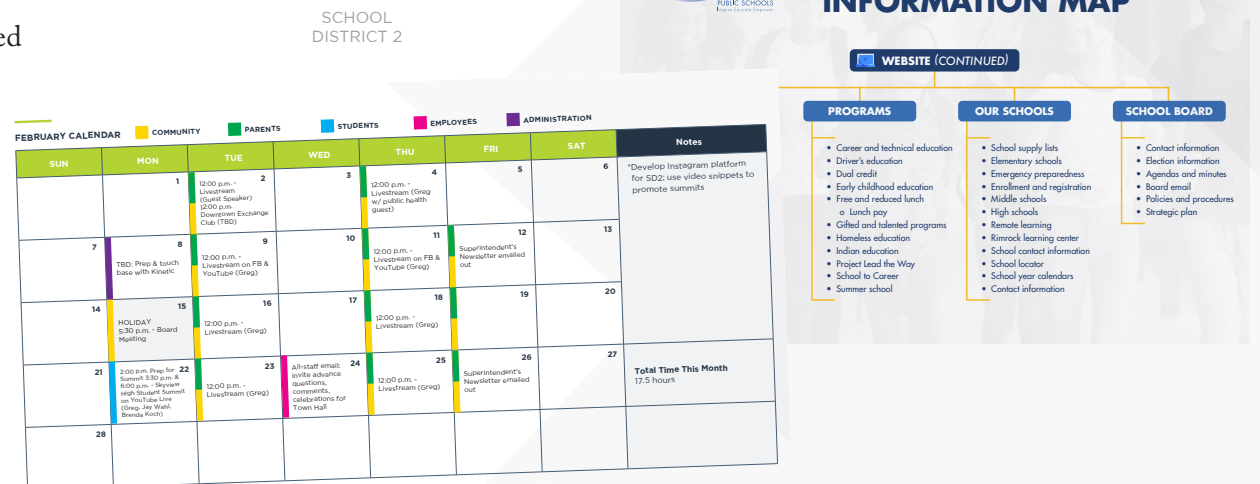 ed
SCHOOL
DISTRICT 2
FEBRUARY CALENDAR
COMMUNITY
PARENTS
STUDENTS
EMPLOYEES
ADMINISTRATION
SUN
MON
TUE
WED
THU
FRI
SAT
Notes
1
2
12:00 p.m. -
Livestream
(Guest Speaker)
12:00 p.m.
Downtown Exchange
Club (TBD)
3
4
12:00 p.m. -
Livestream (Greg
w/ public health
guest)
5
6
*Develop Instagram platform
for SD2; use video snippets to
promote summits
7
8
TBD: Prep & touch
base with Kinetic
9
12:00 p.m. -
Livestream on FB &
YouTube (Greg)
10
11
12:00 p.m. -
Livestream on FB &
YouTube (Greg)
12
Superintendent's
Newsletter emailed
out
13
14
15
HOLIDAY
5:30 p.m. - Board
Meeting
16
12:00 p.m. -
Livestream (Greg)
17
18
12:00 p.m. -
Livestream (Greg)
19
20
21
22
2:00 p.m. Prep for
Summit 3:30 p.m. &
6:00 p.m. - Skyview
High Student Summit
on YouTube Live
(Greg, Jay Wahl,
Brenda Koch)
23
12:00 p.m. -
Livestream (Greg)
24
All-staff email:
invite advance
questions,
comments,
celebrations for
Town Hall
25
12:00 p.m. -
Livestream (Greg)
26
Superintendent's
Newsletter emailed
out
27
Total Time This Month
17.5 hours
28
PUBLIC SCHOOLS
Inspire Educate Empower
INFORMATION MAP
WEBSITE (CONTINUED)
PROGRAMS
• Career and technical education
• Driver's education
• Dual credit
• Early childhood education
• Free and reduced lunch
o Lunch pay
• Gifted and talented programs
• Homeless education
• Indian education
• Project Lead the Way
• School to Career
• Summer school
OUR SCHOOLS
• School supply lists
• Elementary schools
• Emergency preparedness
• Enrollment and registration
• Middle schools
• High schools
• Remote learning
• Rimrock learning center
• School contact information
• School locator
• School year calendars
• Contact information
SCHOOL BOARD
• Contact information
• Election information
• Agendas and minutes
• Board email
• Policies and procedures
• Strategic plan